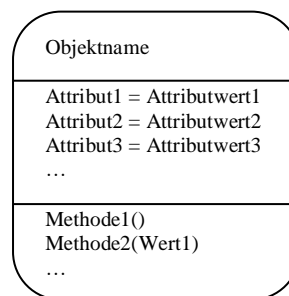 Objektname
Attribut1 = Attributwert1
Attribut2 = Attributwert2
Attribut3 = Attributwert3
…
Methode1()
Methode2(Wert1)
…